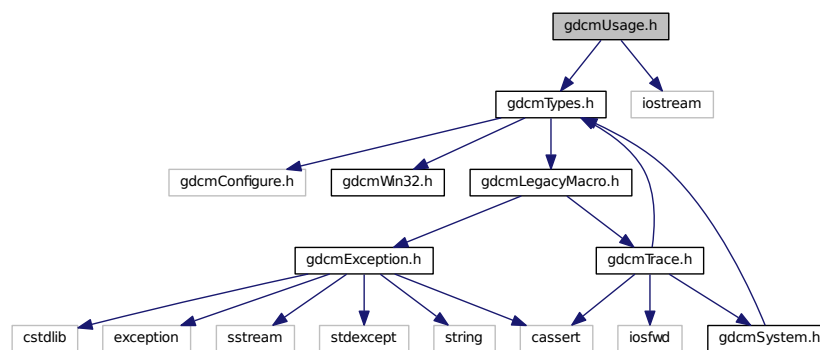 gdcmUsage.h
gdcmTypes.h
iostream
gdcmConfigure.h
gdcmWin32.h
gdcmLegacyMacro.h
gdcmException.h
gdcmTrace.h
cstdlib
exception
sstream
stdexcept
string
cassert
iosfwd
gdcmSystem.h